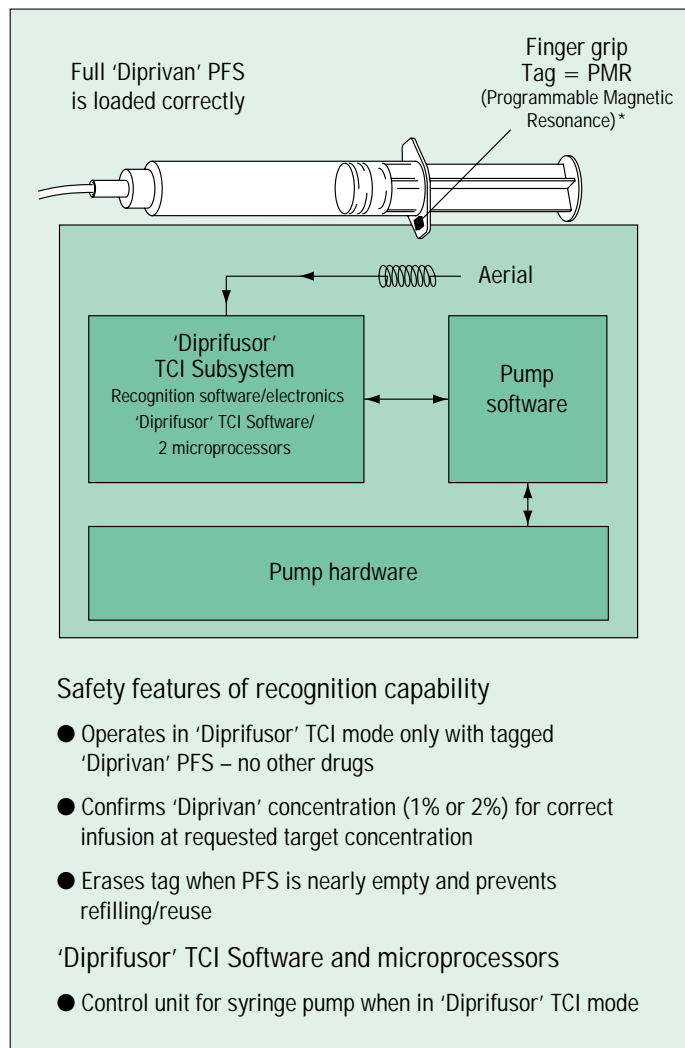 Full ‘Diprivan’ PFS
is loaded correctly
Finger grip
Tag = PMR
(Programmable Magnetic
Resonance)*
Aerial
‘Diprifusor’
TCI Subsystem
Recognition software/electronics
‘Diprifusor’ TCI Software/
2 microprocessors
Pump
software
Pump hardware
Safety features of recognition capability
● Operates in ‘Diprifusor’ TCI mode only with tagged
‘Diprivan’ PFS – no other drugs
● Confirms ‘Diprivan’ concentration (1% or 2%) for correct
infusion at requested target concentration
● Erases tag when PFS is nearly empty and prevents
refilling/reuse
‘Diprifusor’ TCI Software and microprocessors
● Control unit for syringe pump when in ‘Diprifusor’ TCI mode